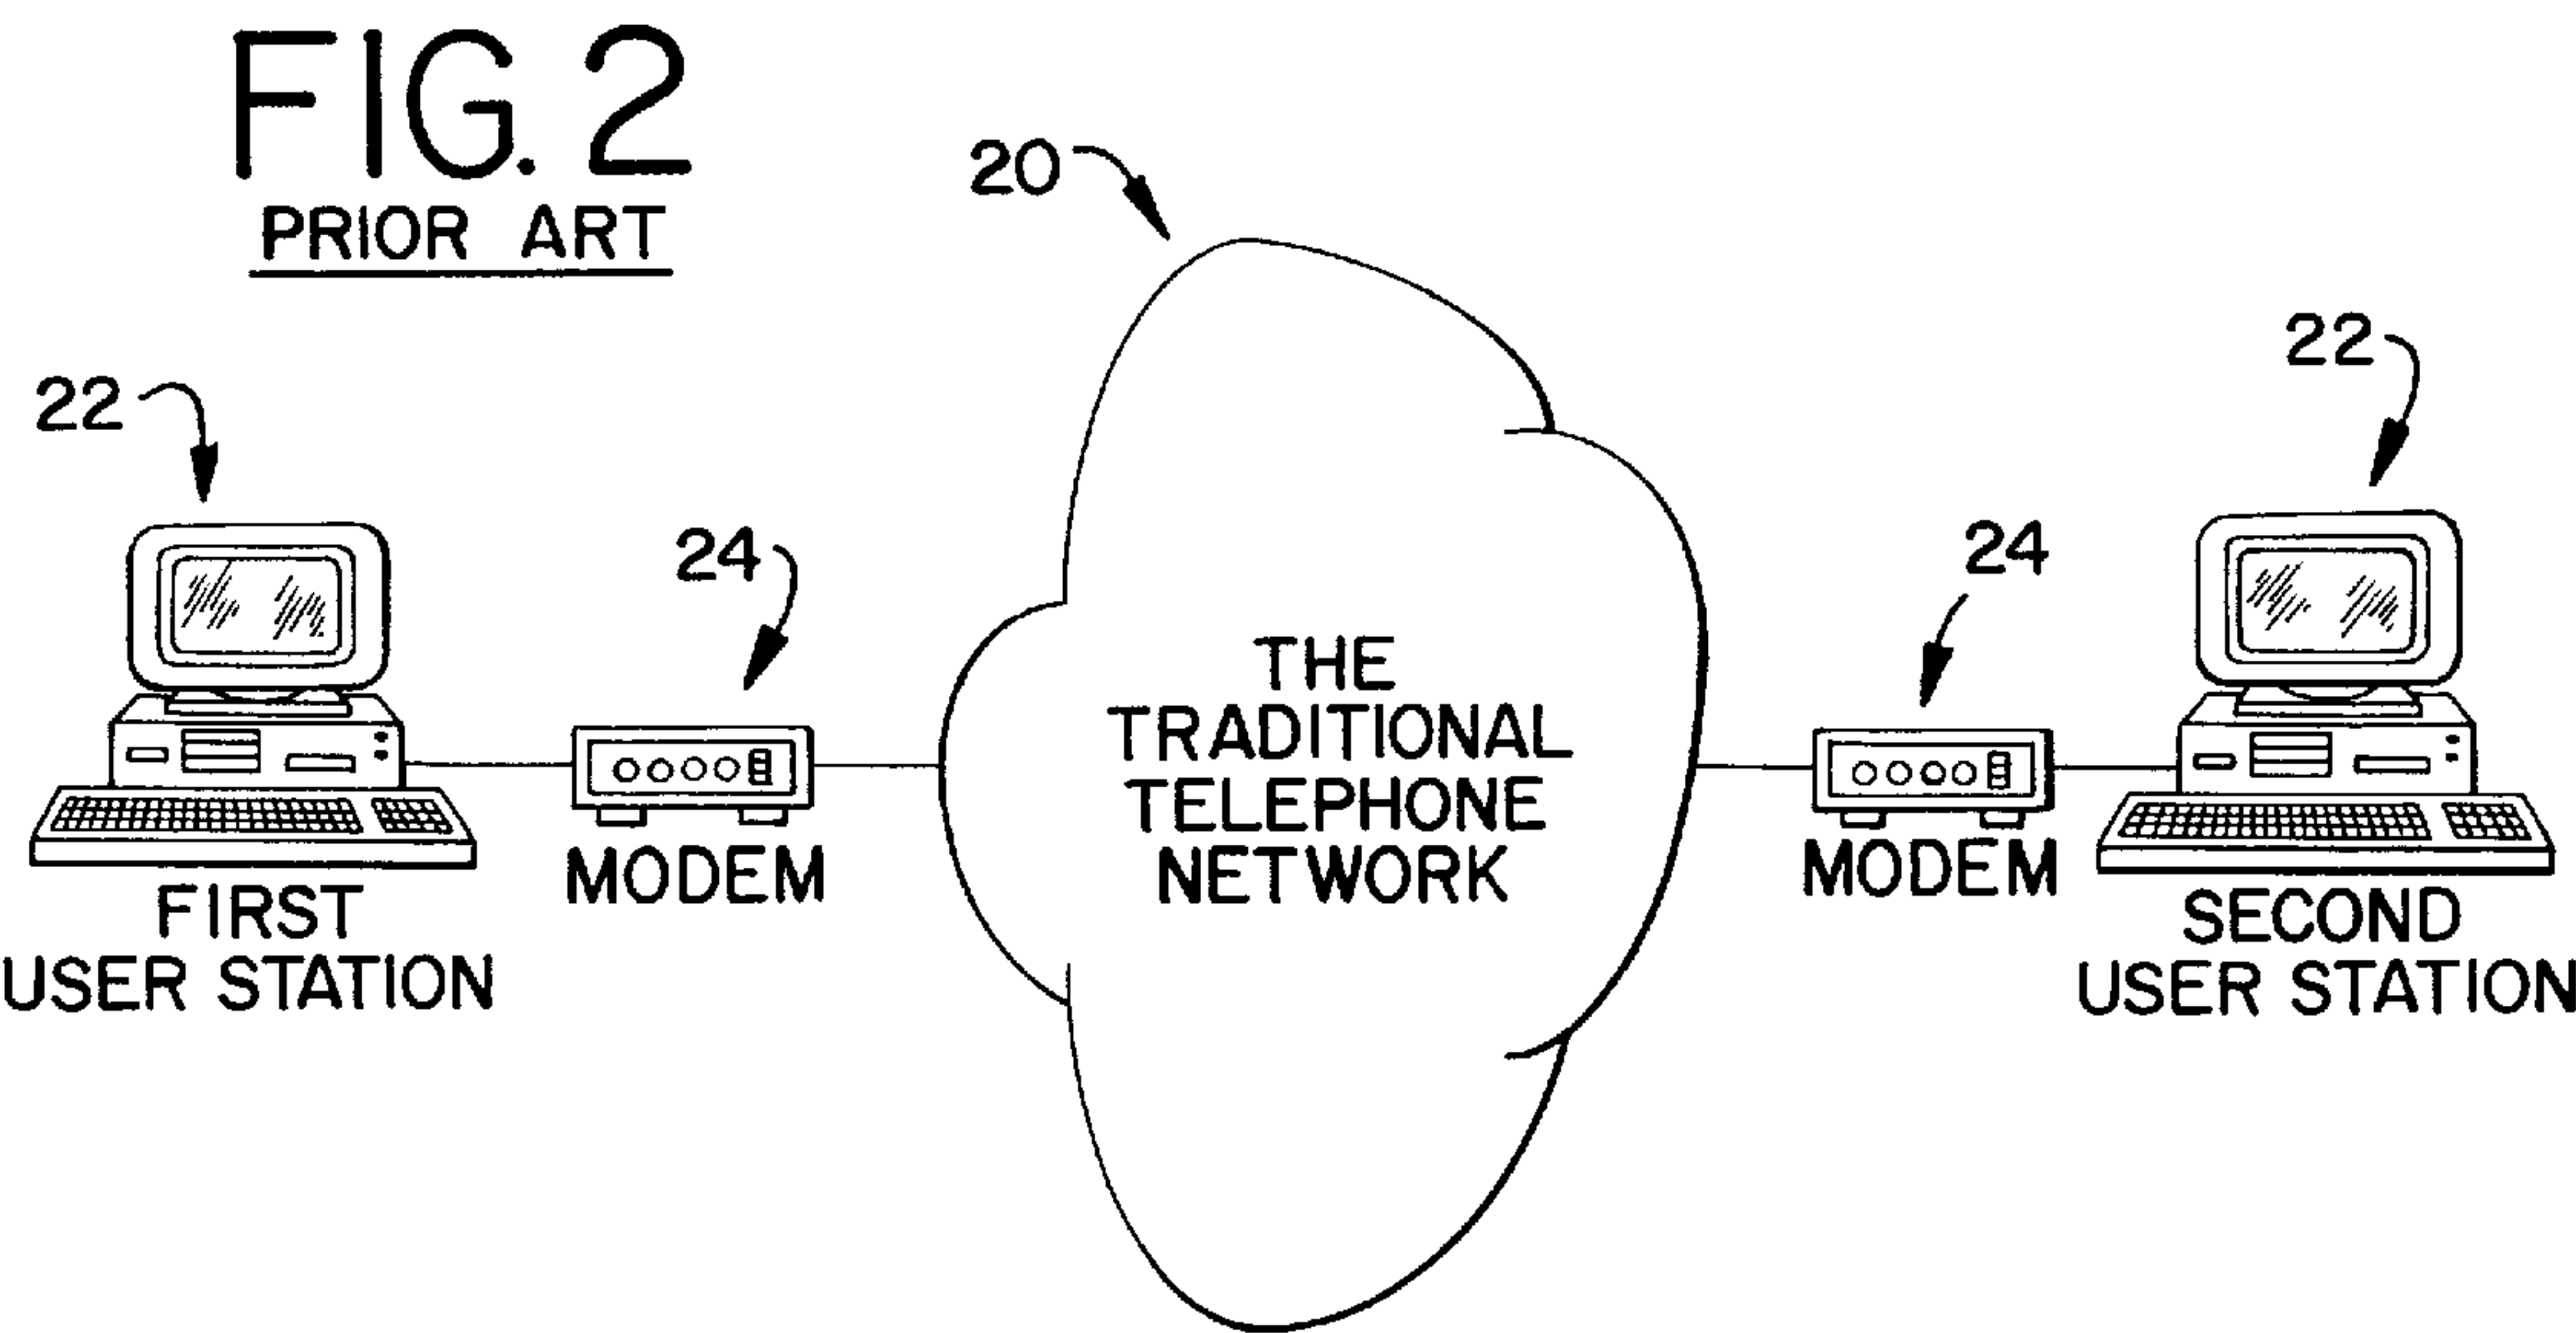 FIG. 2
PRIOR ART
20
22
22
24
24
THE
TRADITIONAL
TELEPHONE
NETWORK
MODEM
MODEM
FIRST
USER STATION
SECOND
USER STATION